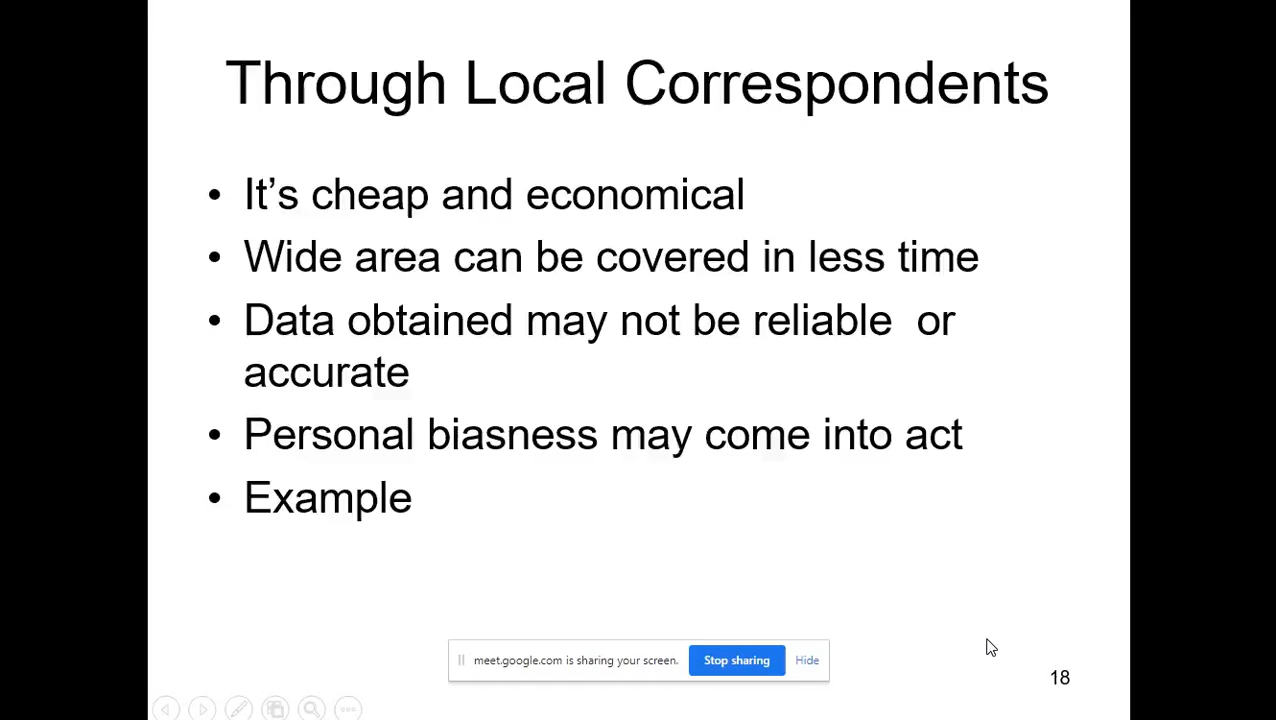 Through Local Correspondents
• It’s cheap and economical
• Wide area can be covered in less time
• Data obtained may not be reliable  or
accurate
• Personal biasness may come into act
• Example
meet.google.com is sharing your screen.
Stop sharing
Hide
18